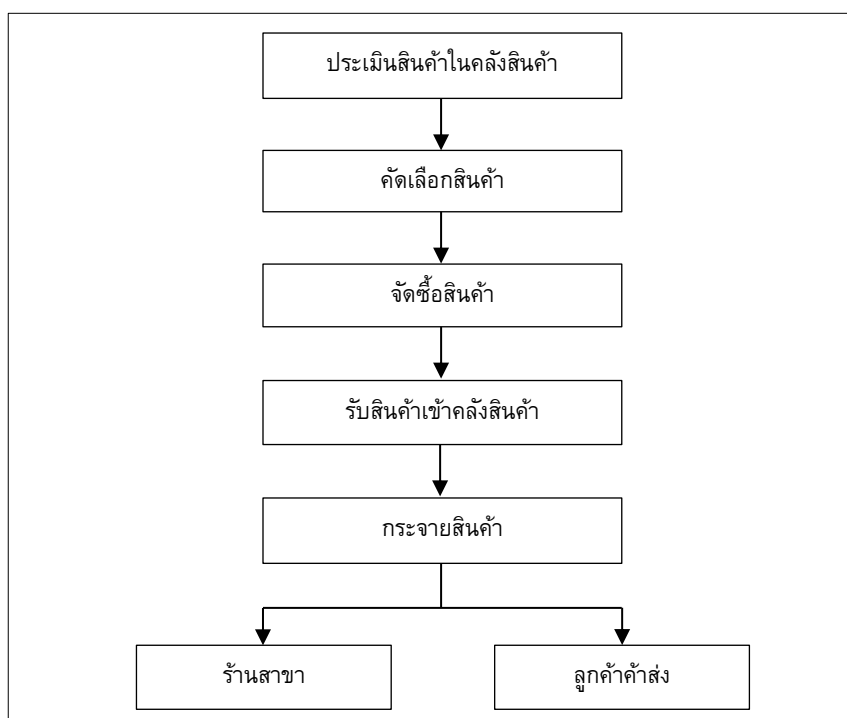 ประเมินสินค้าในคลังสินค้า
คัดเลือกสินค้า
จัดซื้อสินค้า
รับสินค้าเข้าคลังสินค้า
กระจายสินค้า
ร้านสาขา
ลูกค้าค้าส่ง